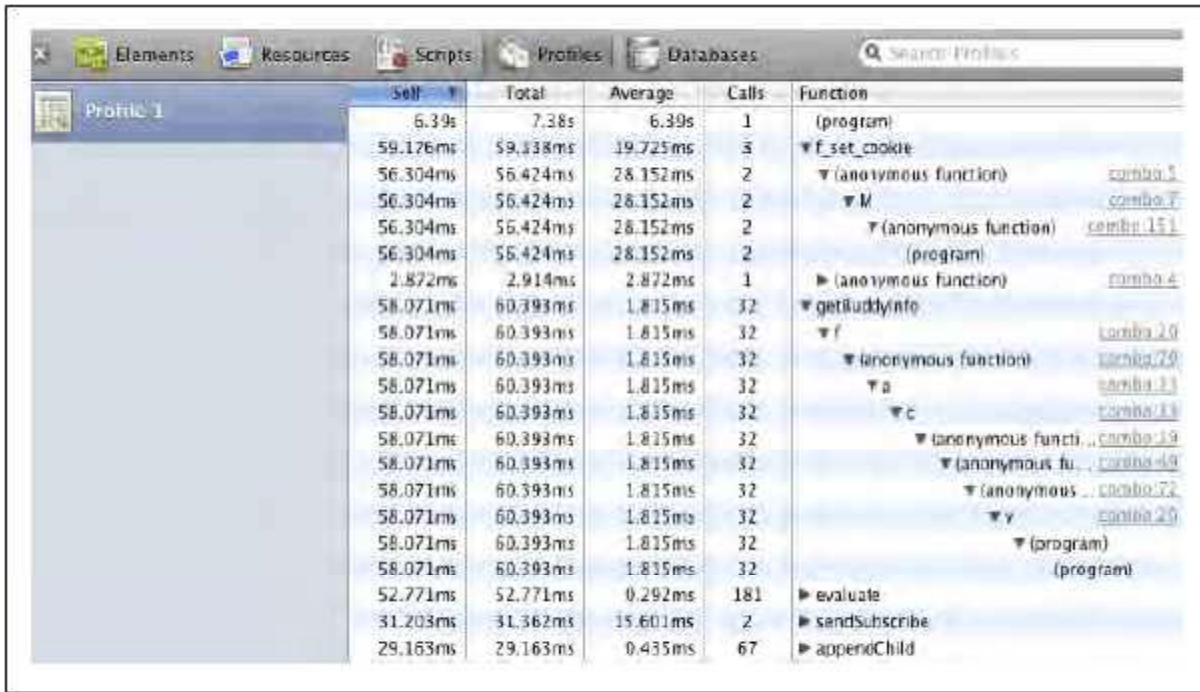 Elements Resources Scripts Profiles Databases Search Profiles
Profile 1
Self Total Average Calls Function
6.39s 7.38s 6.39s 1 (program)
59.176ms 59.338ms 19.725ms 3 f_set_cookie
56.304ms 56.424ms 28.152ms 2 (anonymous function) combo:5
56.304ms 56.424ms 28.152ms 2 M combo:7
56.304ms 56.424ms 28.152ms 2 (anonymous function) combo:151
56.304ms 56.424ms 28.152ms 2 (program)
2.872ms 2.914ms 2.872ms 1 (anonymous function) combo:4
58.071ms 60.393ms 1.815ms 32 getBuddyInfo
58.071ms 60.393ms 1.815ms 32 f combo:20
58.071ms 60.393ms 1.815ms 32 (anonymous function) combo:70
58.071ms 60.393ms 1.815ms 32 a
58.071ms 60.393ms 1.815ms 32 c
58.071ms 60.393ms 1.815ms 32 (anonymous functi... combo:19
58.071ms 60.393ms 1.815ms 32 (anonymous fu... combo:49
58.071ms 60.393ms 1.815ms 32 (anonymous ... combo:72
58.071ms 60.393ms 1.815ms 32 v combo:20
58.071ms 60.393ms 1.815ms 32 (program)
58.071ms 60.393ms 1.815ms 32 (program)
52.771ms 52.771ms 0.292ms 181 evaluate
31.203ms 31.362ms 15.601ms 2 sendSubscribe
29.163ms 29.163ms 0.435ms 67 appendChild